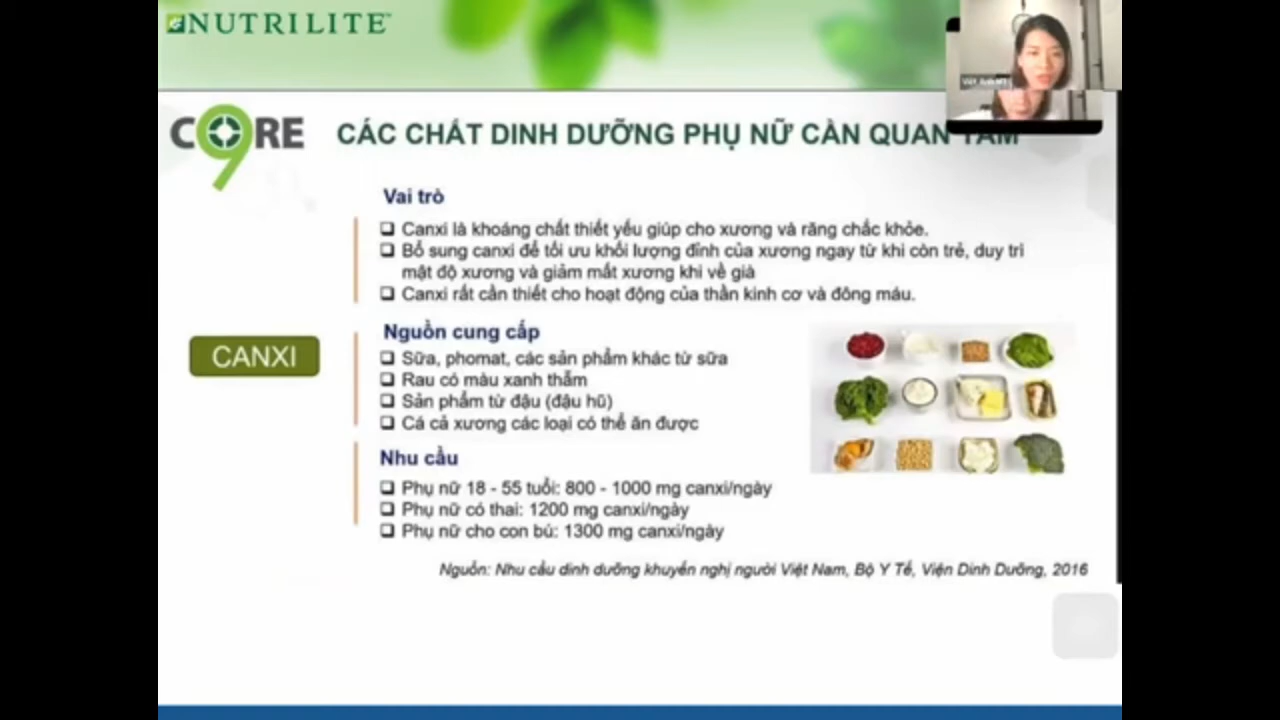 NUTRILITE™
CORE
9
CÁC CHẤT DINH DƯỠNG PHỤ NỮ CẦN QUAN TÂM
Vai trò
❑ Canxi là khoáng chất thiết yếu giúp cho xương và răng chắc khỏe.
❑ Bổ sung canxi để tối ưu khối lượng đỉnh của xương ngay từ khi còn trẻ, duy trì
mật độ xương và giảm mất xương khi về già
❑ Canxi rất cần thiết cho hoạt động của thần kinh cơ và đông máu.
CANXI
Nguồn cung cấp
❑ Sữa, phomat, các sản phẩm khác từ sữa
❑ Rau có màu xanh thẫm
❑ Sản phẩm từ đậu (đậu hũ)
❑ Cá cả xương các loại có thể ăn được
Nhu cầu
❑ Phụ nữ 18 - 55 tuổi: 800 - 1000 mg canxi/ngày
❑ Phụ nữ có thai: 1200 mg canxi/ngày
❑ Phụ nữ cho con bú: 1300 mg canxi/ngày
Nguồn: Nhu cầu dinh dưỡng khuyến nghị người Việt Nam, Bộ Y Tế, Viện Dinh Dưỡng, 2016